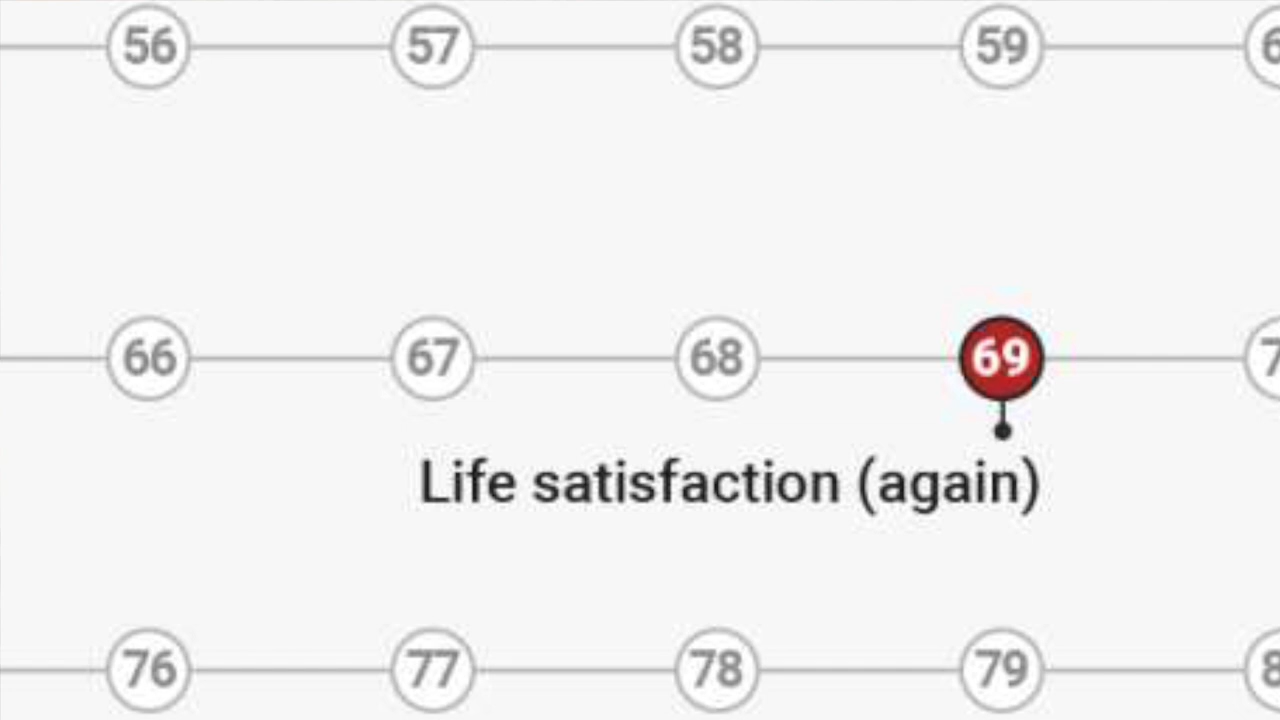 56 57 58 59
66 67 68 69
Life satisfaction (again)
76 77 78 79